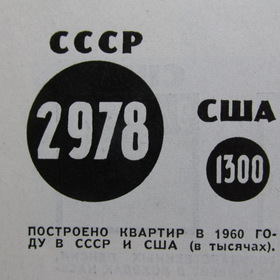 СССР
2978
США
1300
ПОСТРОЕНО КВАРТИР В 1960 ГО-
ДУ В СССР И США (в тысячах).